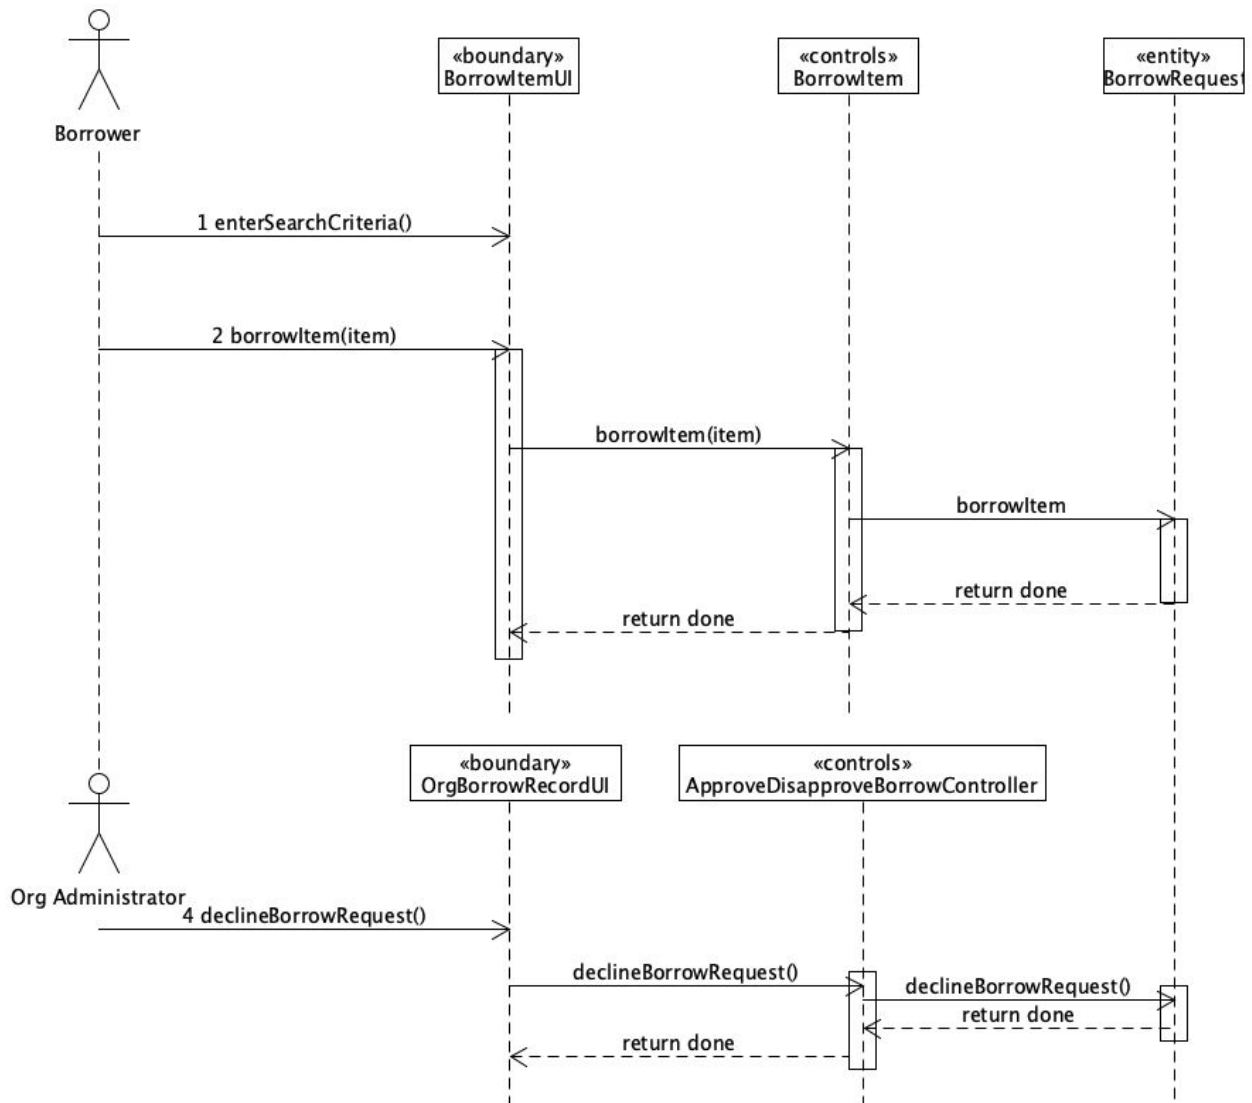 «boundary»
BorrowItemUI
«controls»
BorrowItem
«entity»
BorrowRequest
Borrower
1 enterSearchCriteria()
2 borrowItem(item)
borrowItem(item)
borrowItem
return done
return done
«boundary»
OrgBorrowRecordUI
«controls»
ApproveDisapproveBorrowController
Org Administrator
4 declineBorrowRequest()
declineBorrowRequest()
declineBorrowRequest()
return done
return done